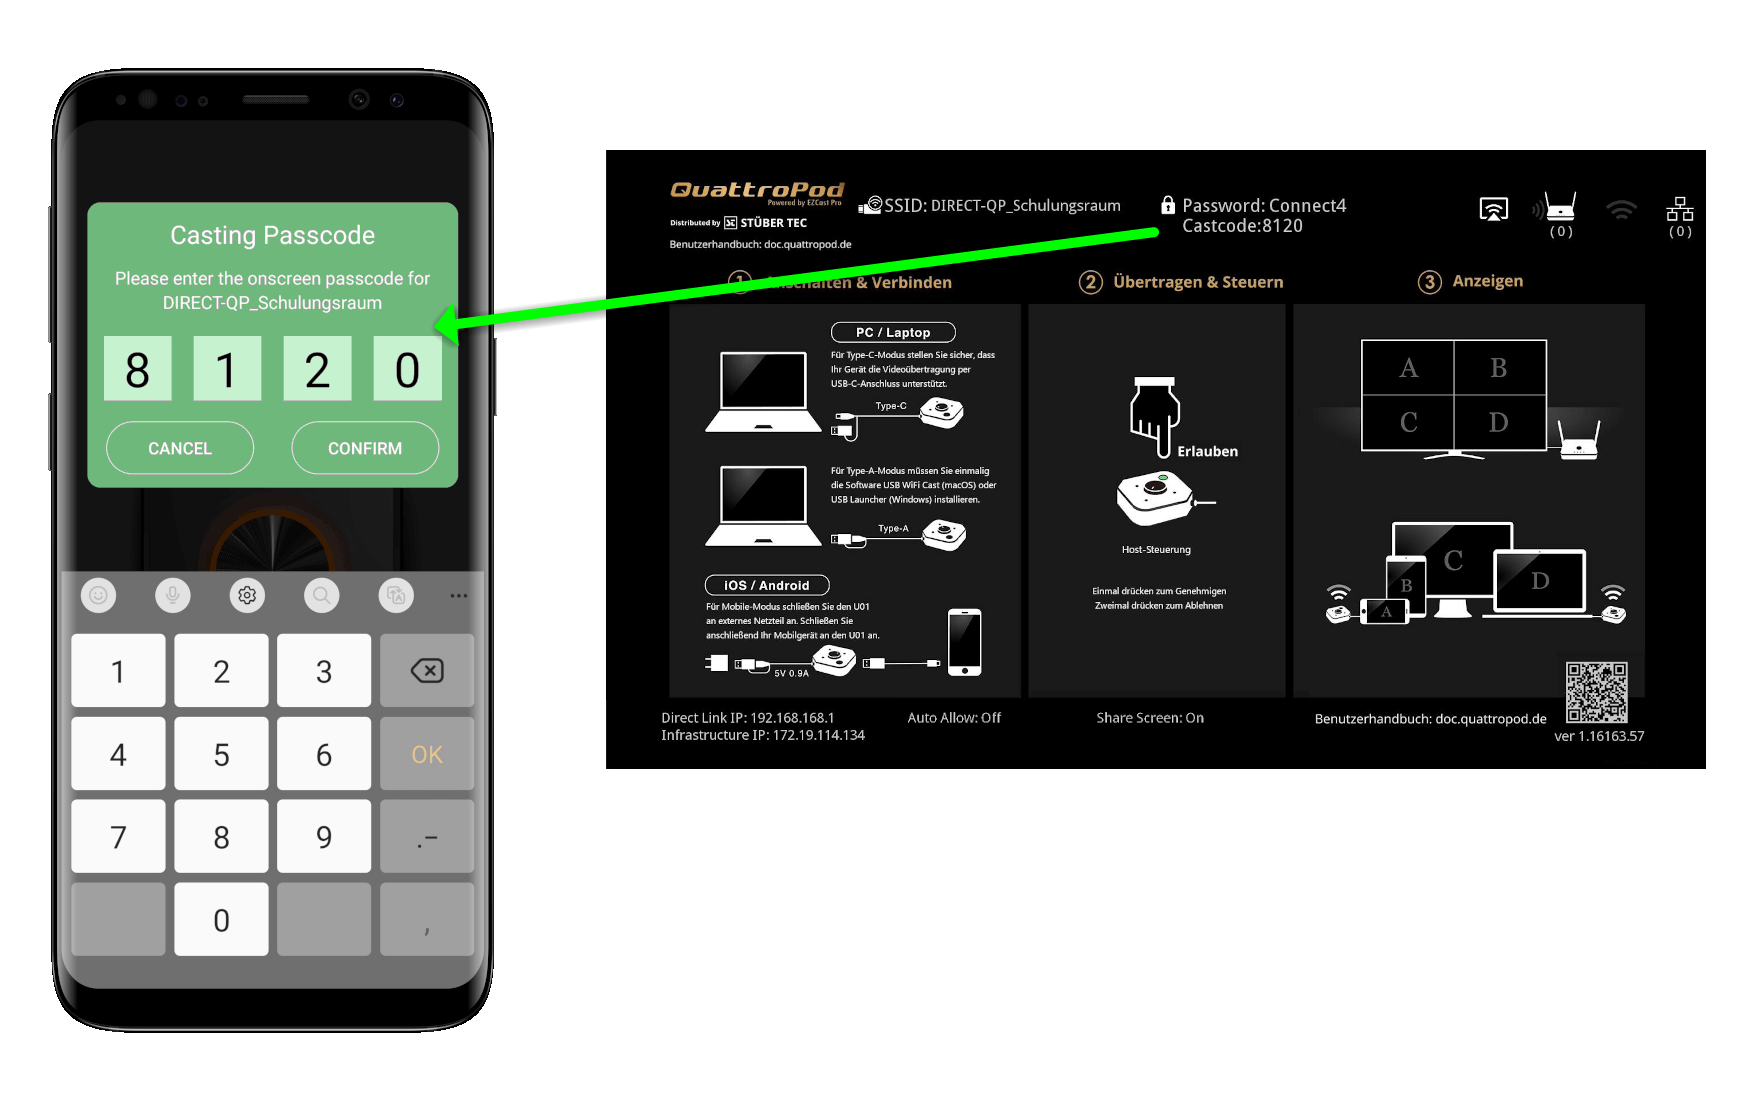 Casting Passcode
Please enter the onscreen passcode for
DIRECT-QP_Schulungsraum
8 1 2 0
CANCEL CONFIRM
1 2 3
4 5 6 OK
7 8 9 .–
0 ,
QuattroPod
Powered by EZCast Pro
Distributed by STÜBER TEC
Benutzerhandbuch: doc.quattropod.de
SSID: DIRECT-QP_Schulungsraum
Password: Connect4
Castcode:8120
(0)
(0)
1 Anschalten & Verbinden
PC / Laptop
Für Type-C-Modus stellen Sie sicher, dass
Ihr Gerät die Videoübertragung per
USB-C-Anschluss unterstützt.
Type-C
Für Type-A-Modus müssen Sie einmalig
die Software USB WiFi Cast (macOS) oder
USB Launcher (Windows) installieren.
Type-A
iOS / Android
Für Mobile-Modus schließen Sie den U01
an externes Netzteil an. Schließen Sie
anschließend Ihr Mobilgerät an den U01 an.
5V 0.9A
2 Übertragen & Steuern
Erlauben
Host-Steuerung
Einmal drücken zum Genehmigen
Zweimal drücken zum Ablehnen
3 Anzeigen
A B
C D
C
B
A
D
Direct Link IP: 192.168.168.1
Infrastructure IP: 172.19.114.134
Auto Allow: Off
Share Screen: On
Benutzerhandbuch: doc.quattropod.de
ver 1.16163.57